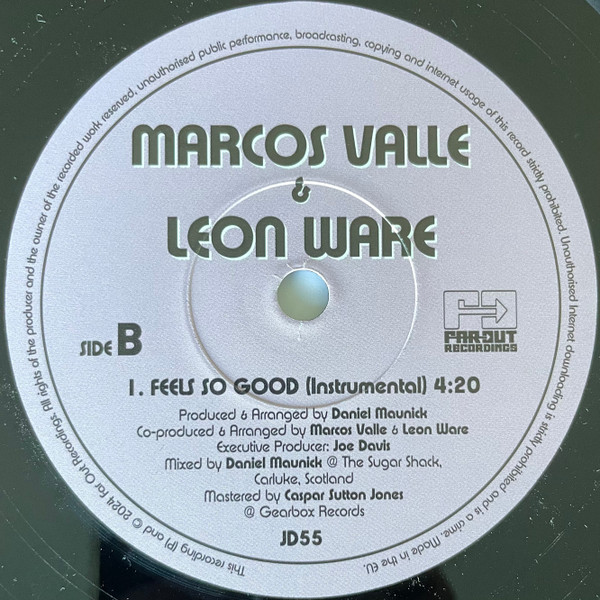 MARCOS VALLE
&
LEON WARE
SIDE B
FAR OUT
RECORDINGS
1. FEELS SO GOOD (Instrumental) 4:20
Produced & Arranged by Daniel Maunick
Co-produced & Arranged by Marcos Valle & Leon Ware
Executive Producer: Joe Davis
Mixed by Daniel Maunick @ The Sugar Shack,
Carluke, Scotland
Mastered by Caspar Sutton Jones
@ Gearbox Records
JD55
This recording (P) and © 2024 Far Out Recordings. All rights of the producer and the owner of the recorded work reserved, unauthorised public performance, broadcasting, copying and internet usage of this record strictly prohibited. Unauthorised Internet downloading is strictly prohibited and is a crime. Made in the EU.